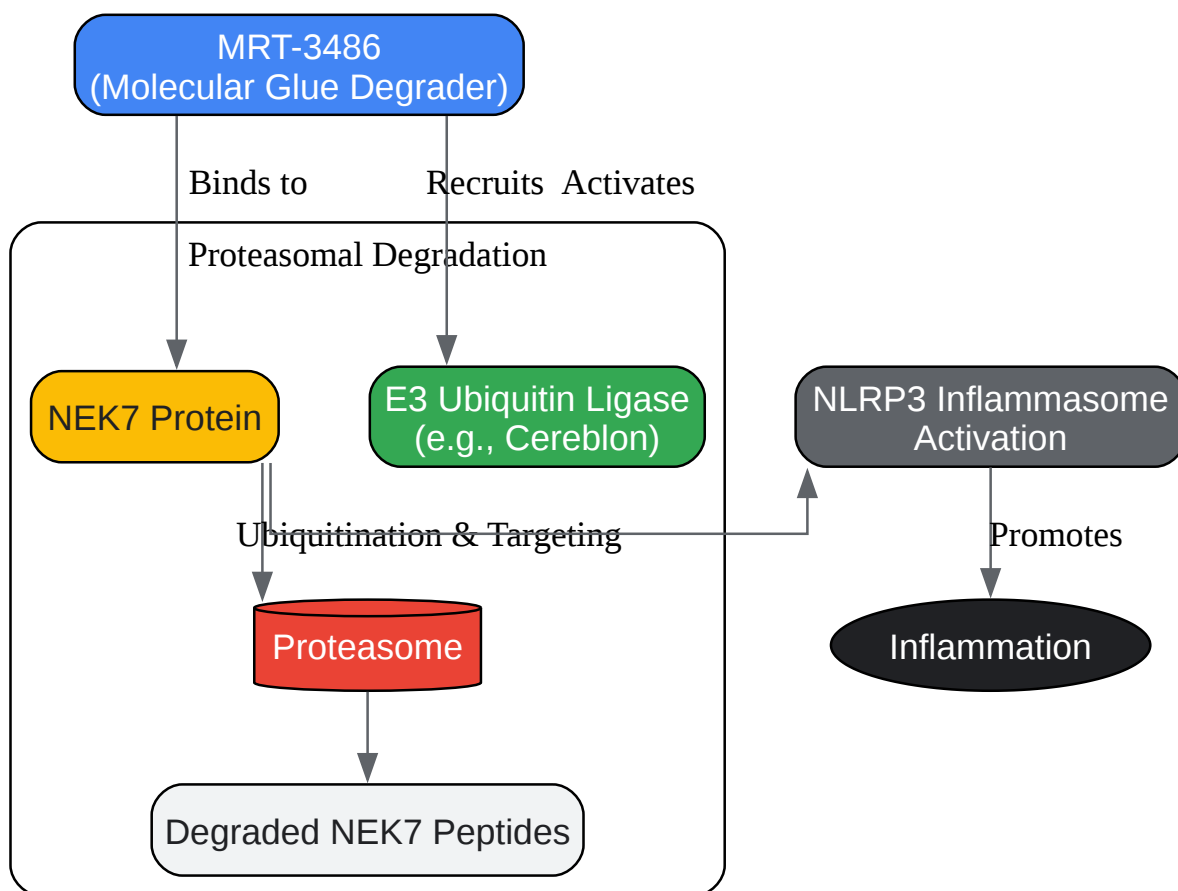 MRT-3486
(Molecular Glue Degrader)
Binds to
Recruits
Activates
Proteasomal Degradation
NEK7 Protein
E3 Ubiquitin Ligase
(e.g., Cereblon)
NLRP3 Inflammasome
Activation
Ubiquitination & Targeting
Promotes
Proteasome
Inflammation
Degraded NEK7 Peptides